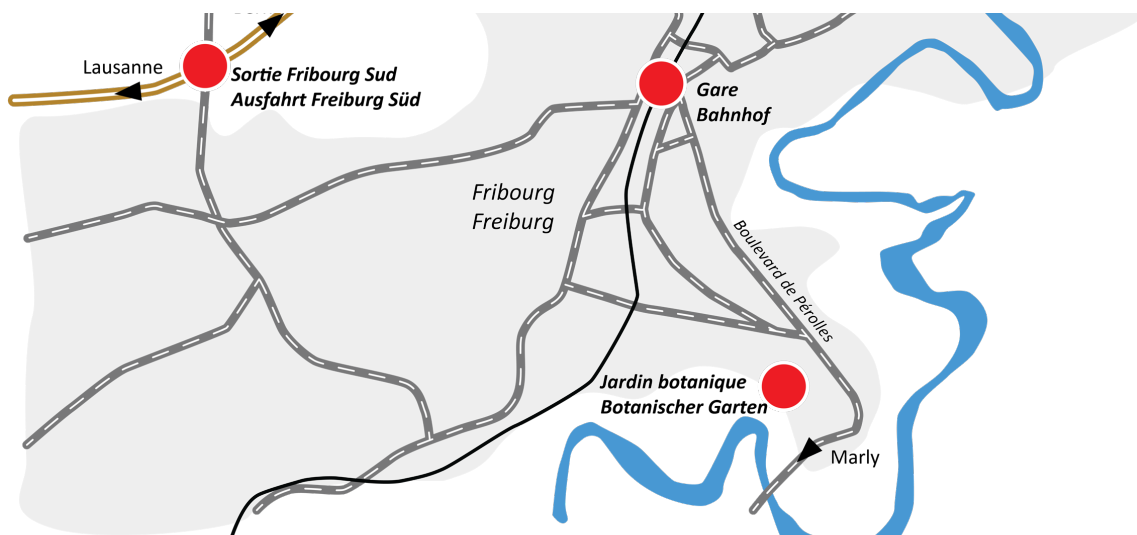 Lausanne
Sortie Fribourg Sud
Ausfahrt Freiburg Süd
Gare
Bahnhof
Fribourg
Freiburg
Boulevard de Pérolles
Jardin botanique
Botanischer Garten
Marly